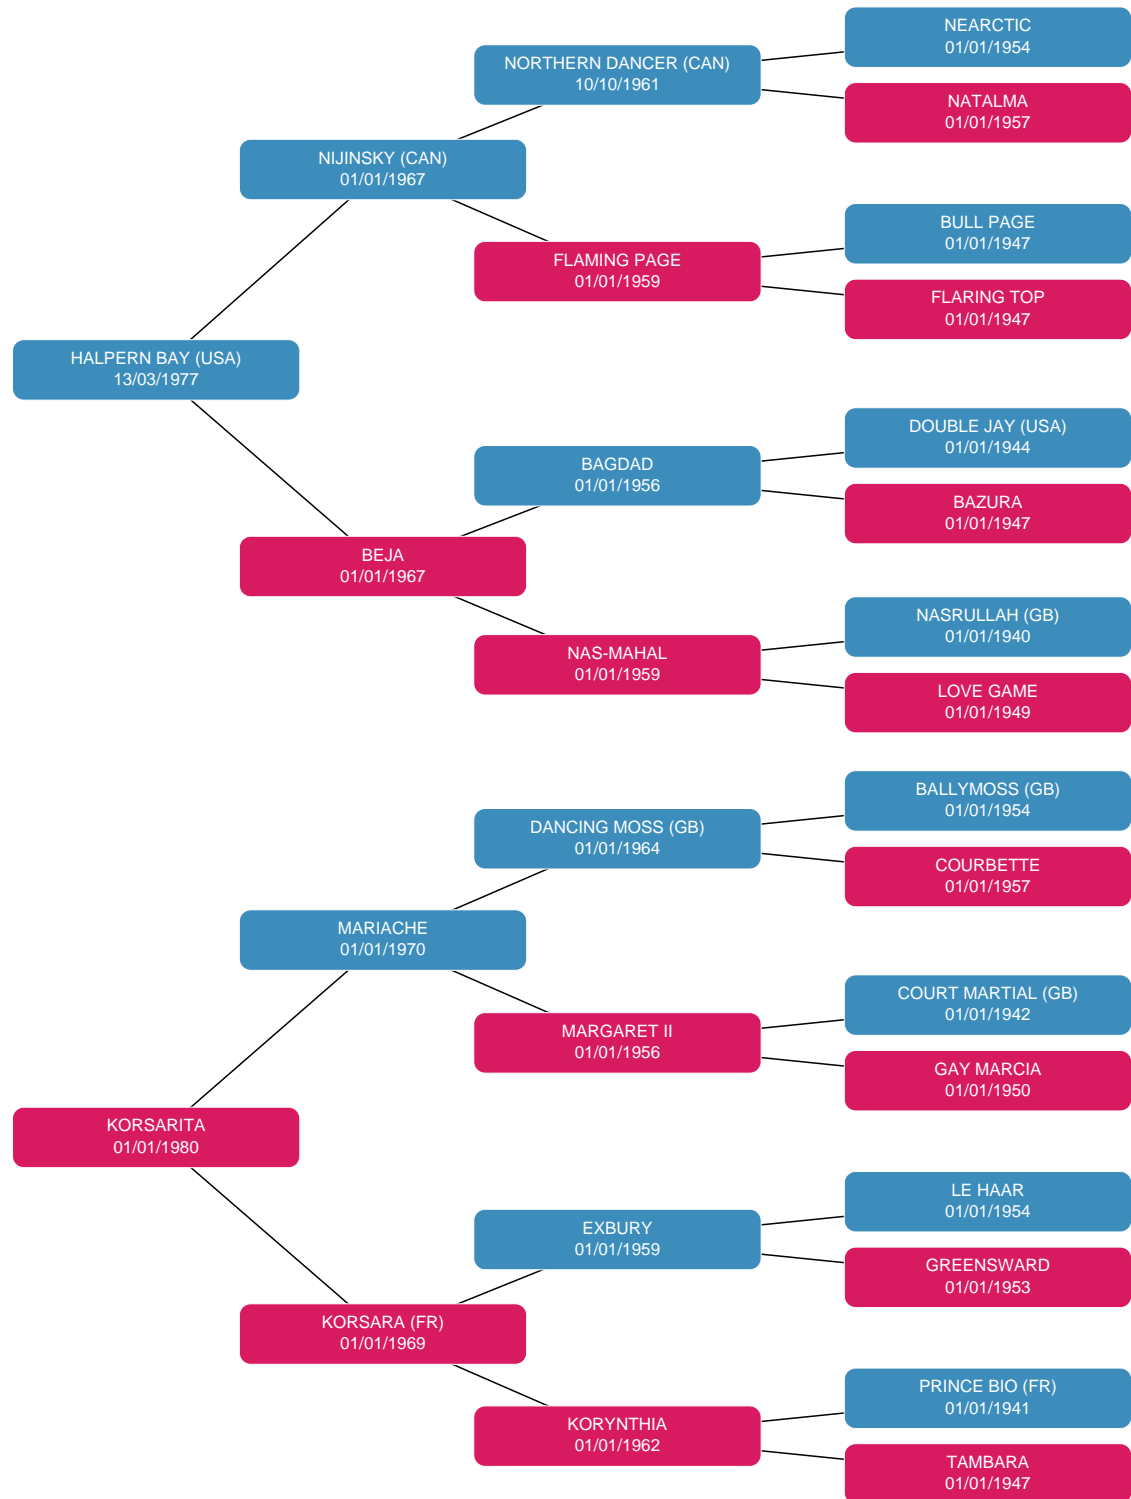 NEARCTIC
01/01/1954
NORTHERN DANCER (CAN)
10/10/1961
NATALMA
01/01/1957
NIJINSKY (CAN)
01/01/1967
BULL PAGE
01/01/1947
FLAMING PAGE
01/01/1959
FLARING TOP
01/01/1947
HALPERN BAY (USA)
13/03/1977
DOUBLE JAY (USA)
01/01/1944
BAGDAD
01/01/1956
BAZURA
01/01/1947
BEJA
01/01/1967
NASRULLAH (GB)
01/01/1940
NAS-MAHAL
01/01/1959
LOVE GAME
01/01/1949
BALLYMOSS (GB)
01/01/1954
DANCING MOSS (GB)
01/01/1964
COURBETTE
01/01/1957
MARIACHE
01/01/1970
COURT MARTIAL (GB)
01/01/1942
MARGARET II
01/01/1956
GAY MARCIA
01/01/1950
KORSARITA
01/01/1980
LE HAAR
01/01/1954
EXBURY
01/01/1959
GREENSWARD
01/01/1953
KORSARA (FR)
01/01/1969
PRINCE BIO (FR)
01/01/1941
KORYNTHIA
01/01/1962
TAMBARA
01/01/1947